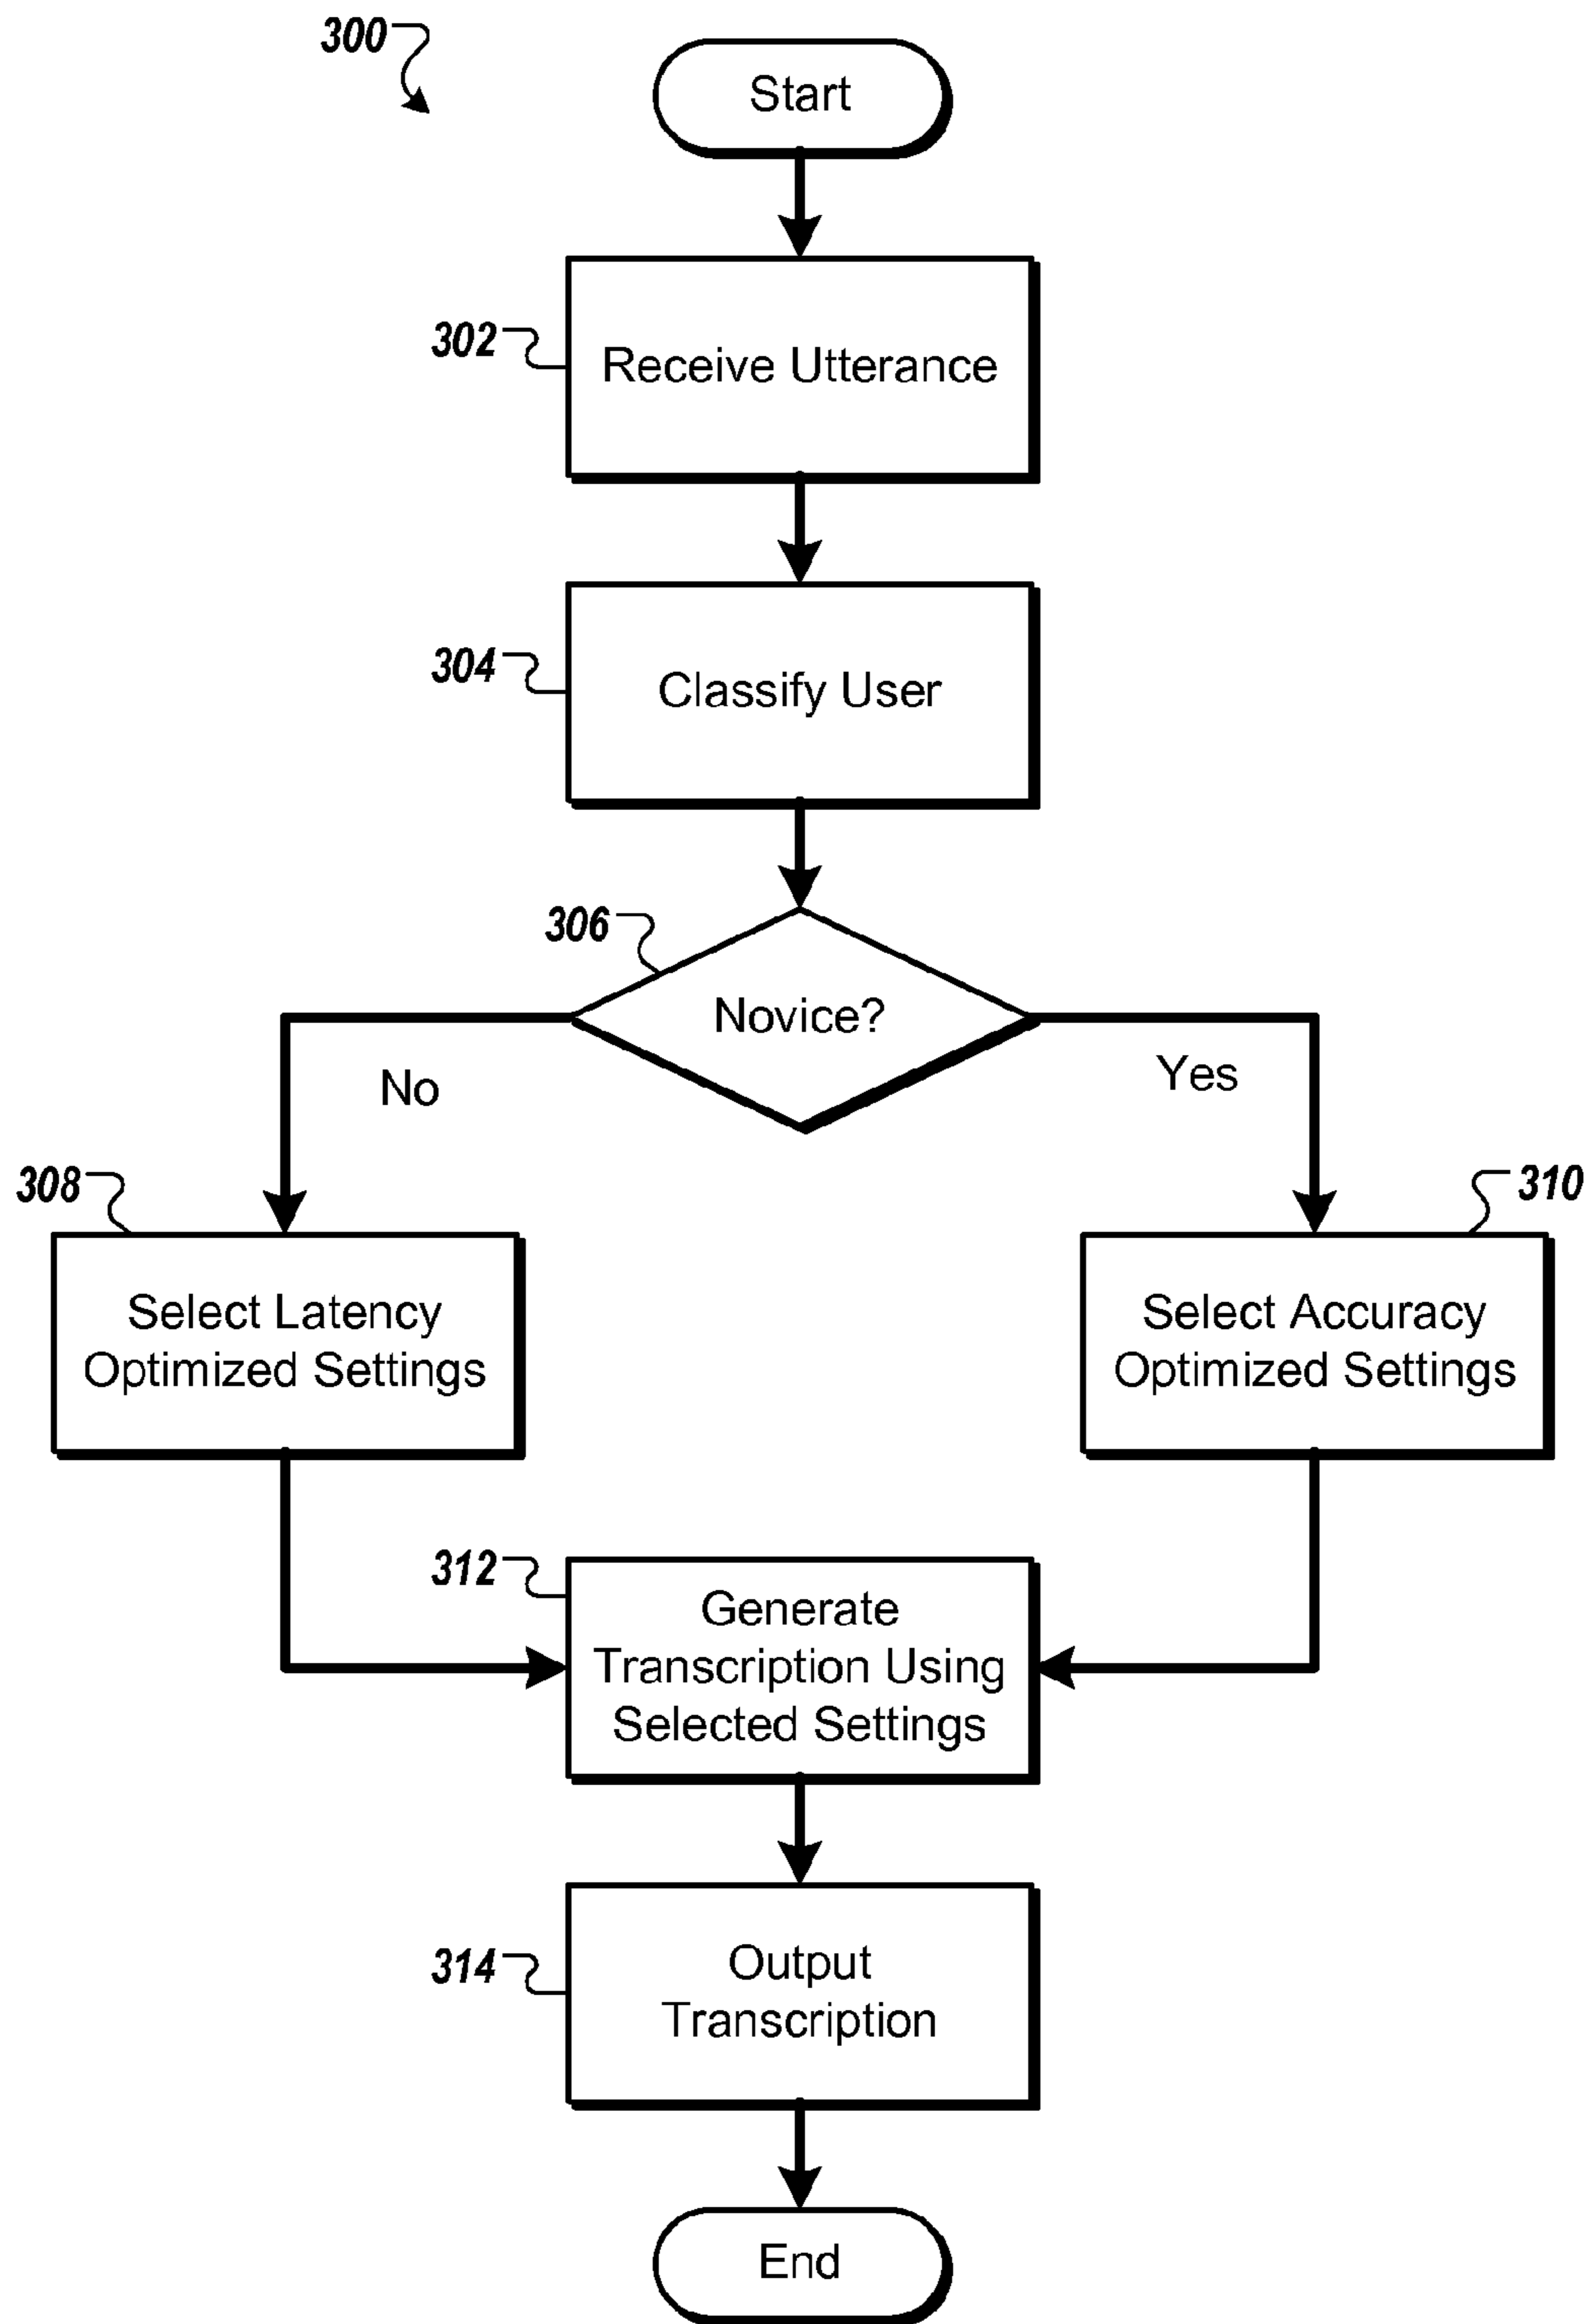 300
Start
302
Receive Utterance
304
Classify User
306
Novice?
No
Yes
308
Select Latency
Optimized Settings
310
Select Accuracy
Optimized Settings
312
Generate
Transcription Using
Selected Settings
314
Output
Transcription
End